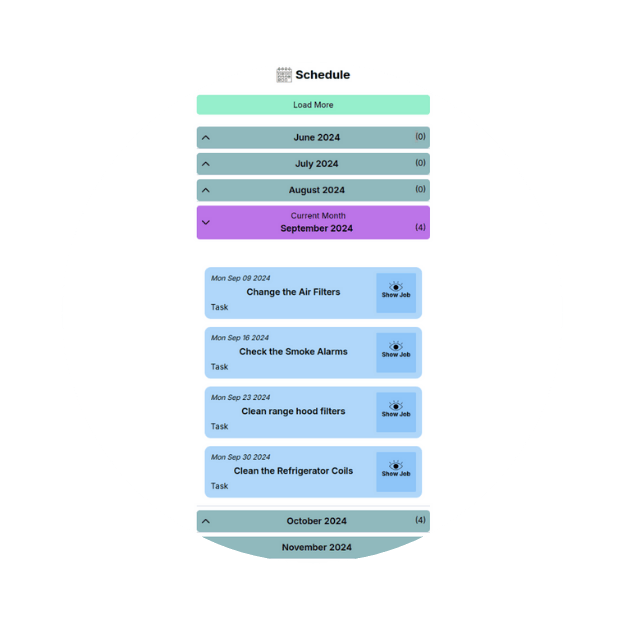 Schedule
Load More
June 2024 (0)
July 2024 (0)
August 2024 (0)
Current Month
September 2024 (4)
Mon Sep 09 2024
Change the Air Filters
Show Job
Task
Mon Sep 16 2024
Check the Smoke Alarms
Show Job
Task
Mon Sep 23 2024
Clean range hood filters
Show Job
Task
Mon Sep 30 2024
Clean the Refrigerator Coils
Show Job
Task
October 2024 (4)
November 2024